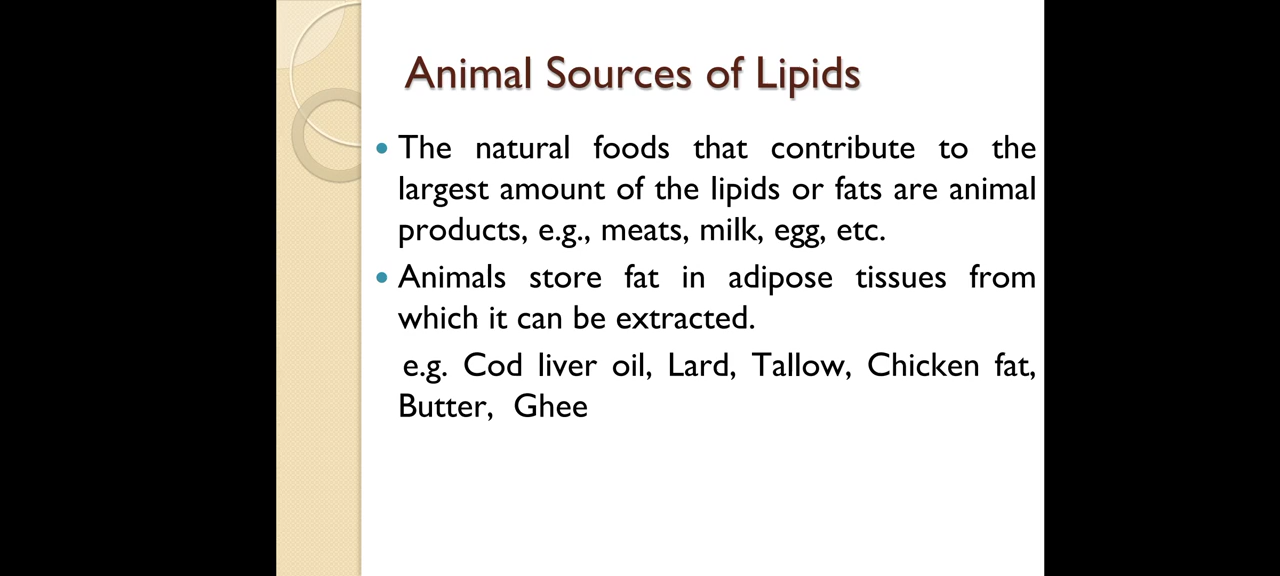 Animal Sources of Lipids
• The natural foods that contribute to the
largest amount of the lipids or fats are animal
products, e.g., meats, milk, egg, etc.
• Animals store fat in adipose tissues from
which it can be extracted.
e.g. Cod liver oil, Lard, Tallow, Chicken fat,
Butter, Ghee